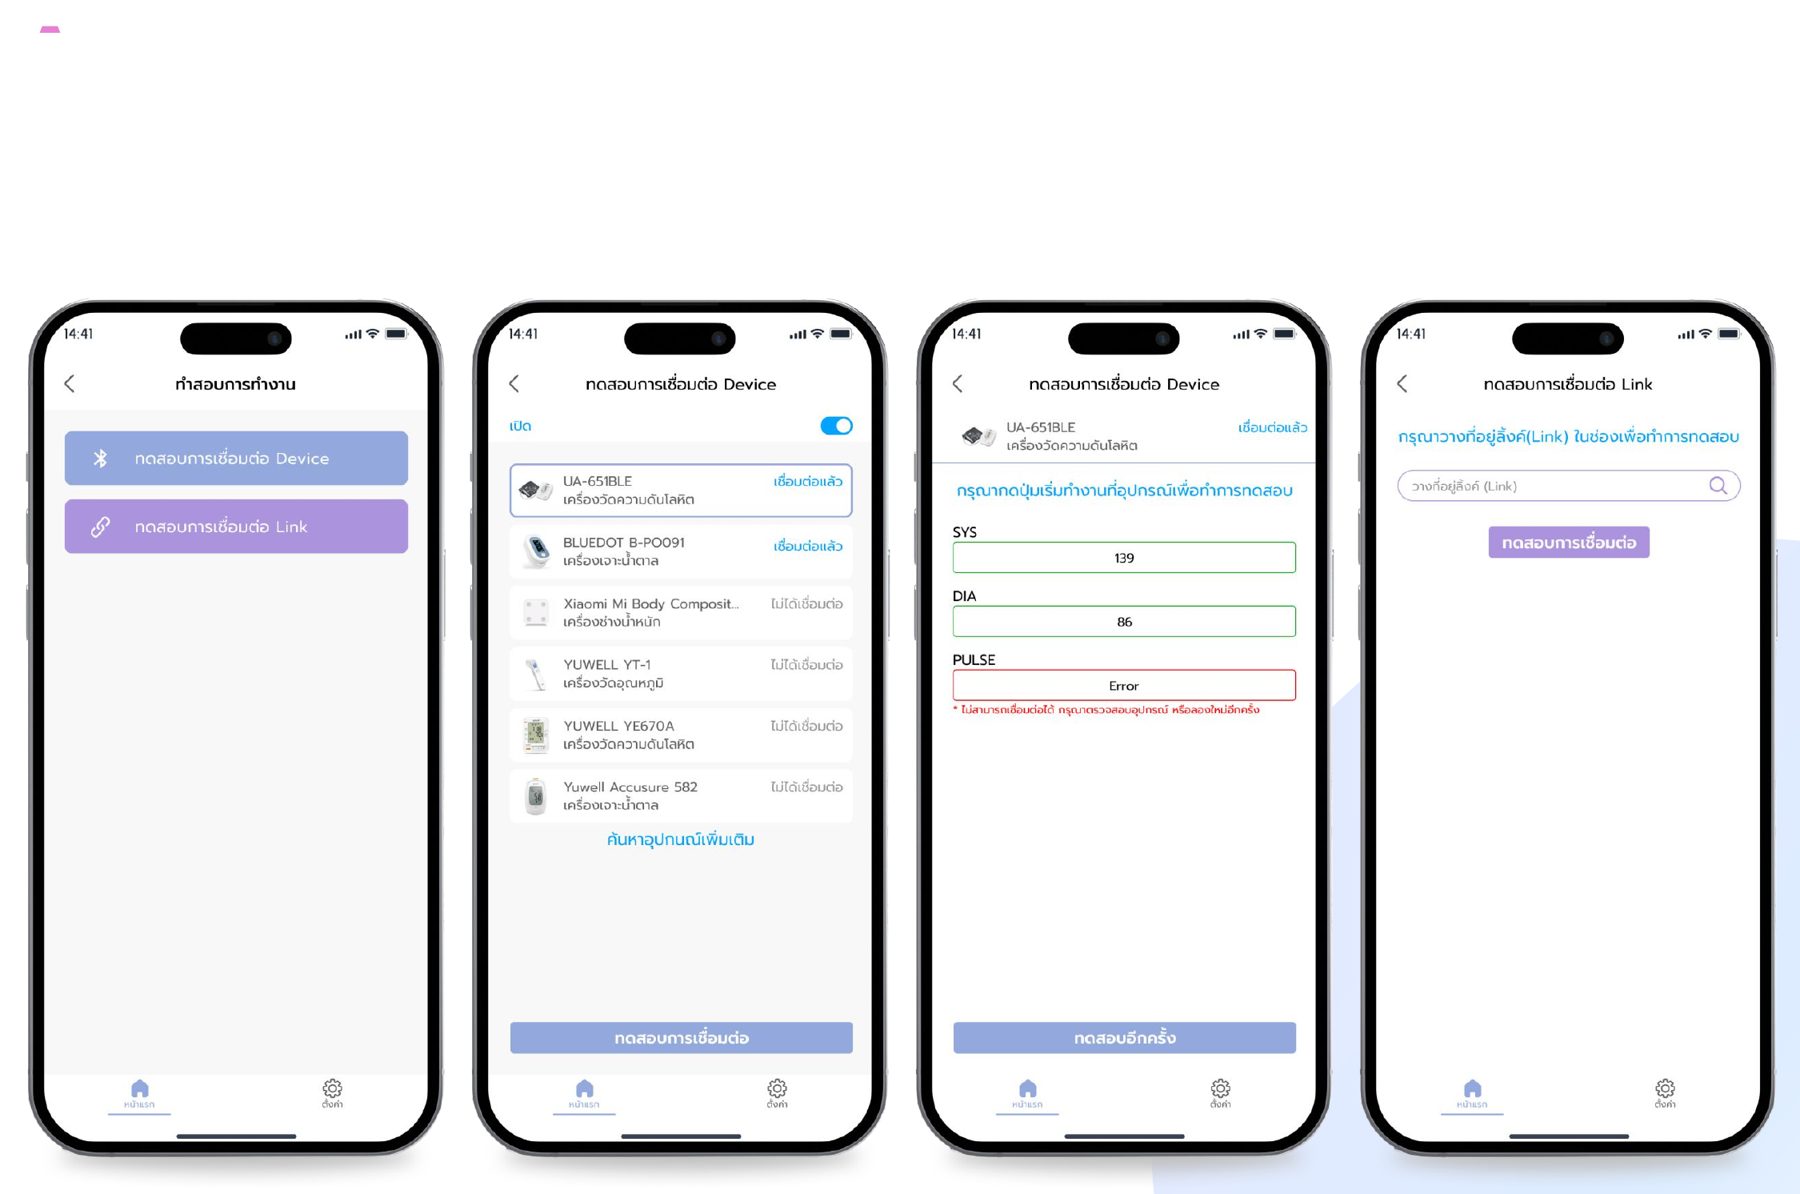 14:41
ทำสอบการทำงาน
ทดสอบการเชื่อมต่อ Device
ทดสอบการเชื่อมต่อ Link
หน้าแรก
ตั้งค่า
14:41
ทดสอบการเชื่อมต่อ Device
เปิด
UA-651BLE
เชื่อมต่อแล้ว
เครื่องวัดความดันโลหิต
BLUEDOT B-PO091
เชื่อมต่อแล้ว
เครื่องเจาะน้ำตาล
Xiaomi Mi Body Composit...
ไม่ได้เชื่อมต่อ
เครื่องชั่งน้ำหนัก
YUWELL YT-1
ไม่ได้เชื่อมต่อ
เครื่องวัดอุณหภูมิ
YUWELL YE670A
ไม่ได้เชื่อมต่อ
เครื่องวัดความดันโลหิต
Yuwell Accusure 582
ไม่ได้เชื่อมต่อ
เครื่องเจาะน้ำตาล
ค้นหาอุปกนณ์เพิ่มเติม
ทดสอบการเชื่อมต่อ
หน้าแรก
ตั้งค่า
14:41
ทดสอบการเชื่อมต่อ Device
UA-651BLE
เชื่อมต่อแล้ว
เครื่องวัดความดันโลหิต
กรุณากดปุ่มเริ่มทำงานที่อุปกรณ์เพื่อทำการทดสอบ
SYS
139
DIA
86
PULSE
Error
* ไม่สามารถเชื่อมต่อได้ กรุณาตรวจสอบอุปกรณ์ หรือลองใหม่อีกครั้ง
ทดสอบอีกครั้ง
หน้าแรก
ตั้งค่า
14:41
ทดสอบการเชื่อมต่อ Link
กรุณาวางที่อยู่ลิ้งค์(Link) ในช่องเพื่อทำการทดสอบ
วางที่อยู่ลิ้งค์ (Link)
ทดสอบการเชื่อมต่อ
หน้าแรก
ตั้งค่า